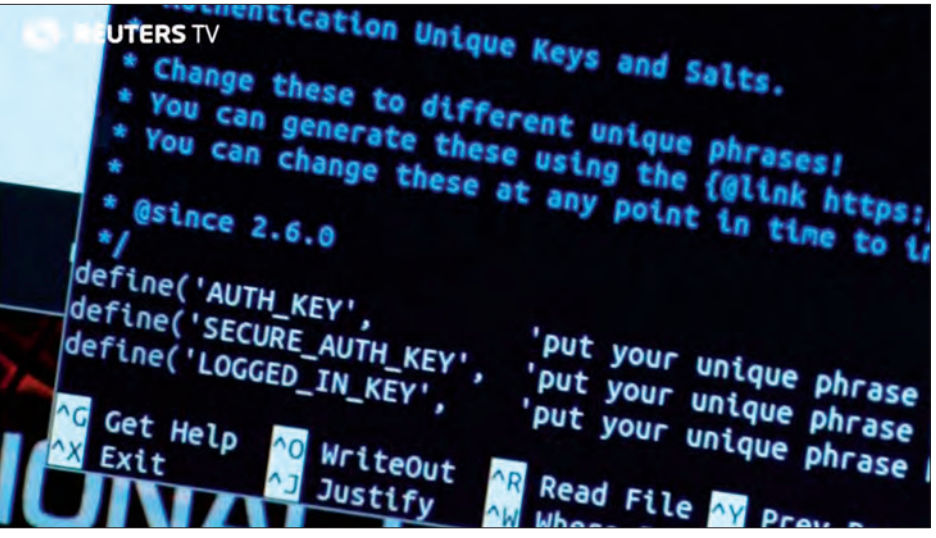 REUTERS TV
Authentication Unique Keys and Salts.
* Change these to different unique phrases!
* You can generate these using the {@link https:
* You can change these at any point in time to
*
* @since 2.6.0
*/
define('AUTH_KEY', 'put your unique phrase
define('SECURE_AUTH_KEY', 'put your unique phrase
define('LOGGED_IN_KEY', 'put your unique phrase
^G Get Help ^O WriteOut ^R Read File ^Y Prev
^X Exit ^J Justify ^W
IONAL